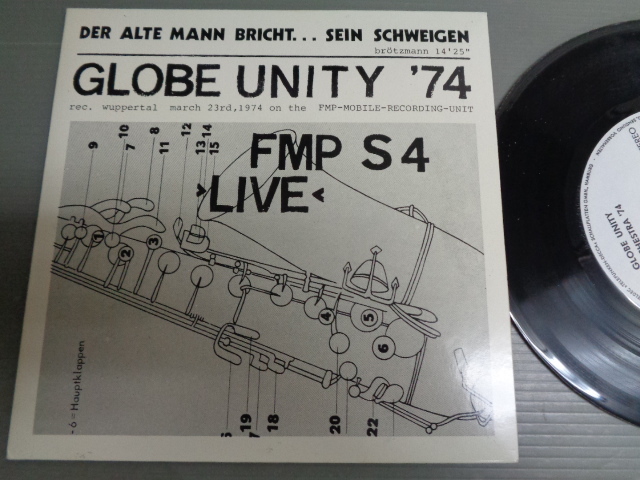 DER ALTE MANN BRICHT... SEIN SCHWEIGEN
brötzmann 14'25"
GLOBE UNITY '74
rec. wuppertal march 23rd,1974 on the FMP-MOBILE-RECORDING-UNIT
FMP S 4
>LIVE<
9
10
7
8
11
12
13
14
15
1
2
3
4
5
6
- 6 = Hauptklappen
19
18
20
22
STEREO
GLOBE UNITY